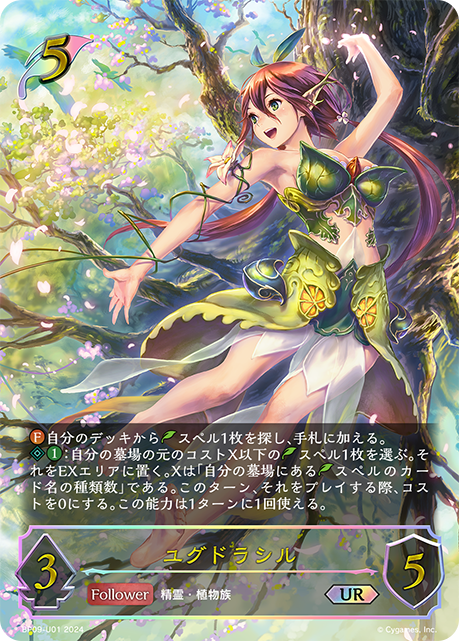 5
F 自分のデッキからスペル1枚を探し、手札に加える。
1:自分の墓場の元のコストX以下のスペル1枚を選ぶ。そ
れをEXエリアに置く。Xは「自分の墓場にあるスペルのカー
ド名の種類数」である。このターン、それをプレイする際、コス
トを0にする。この能力は1ターンに1回使える。
ユグドラシル
3
5
Follower 精霊・植物族 UR
BP09-U01 2024 © Cygames, Inc.